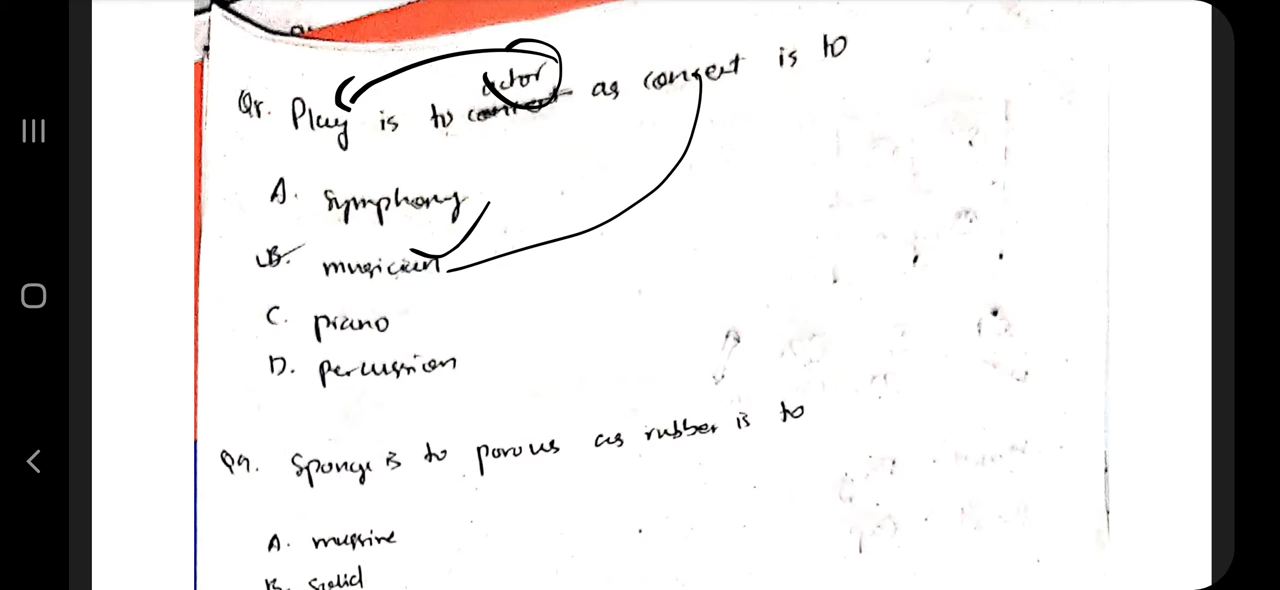 Q8. Play is to actor as concert is to
A. Symphony
B. musician
C. piano
D. percussion
Q9. Sponge is to porous as rubber is to
A. massive
B. Solid